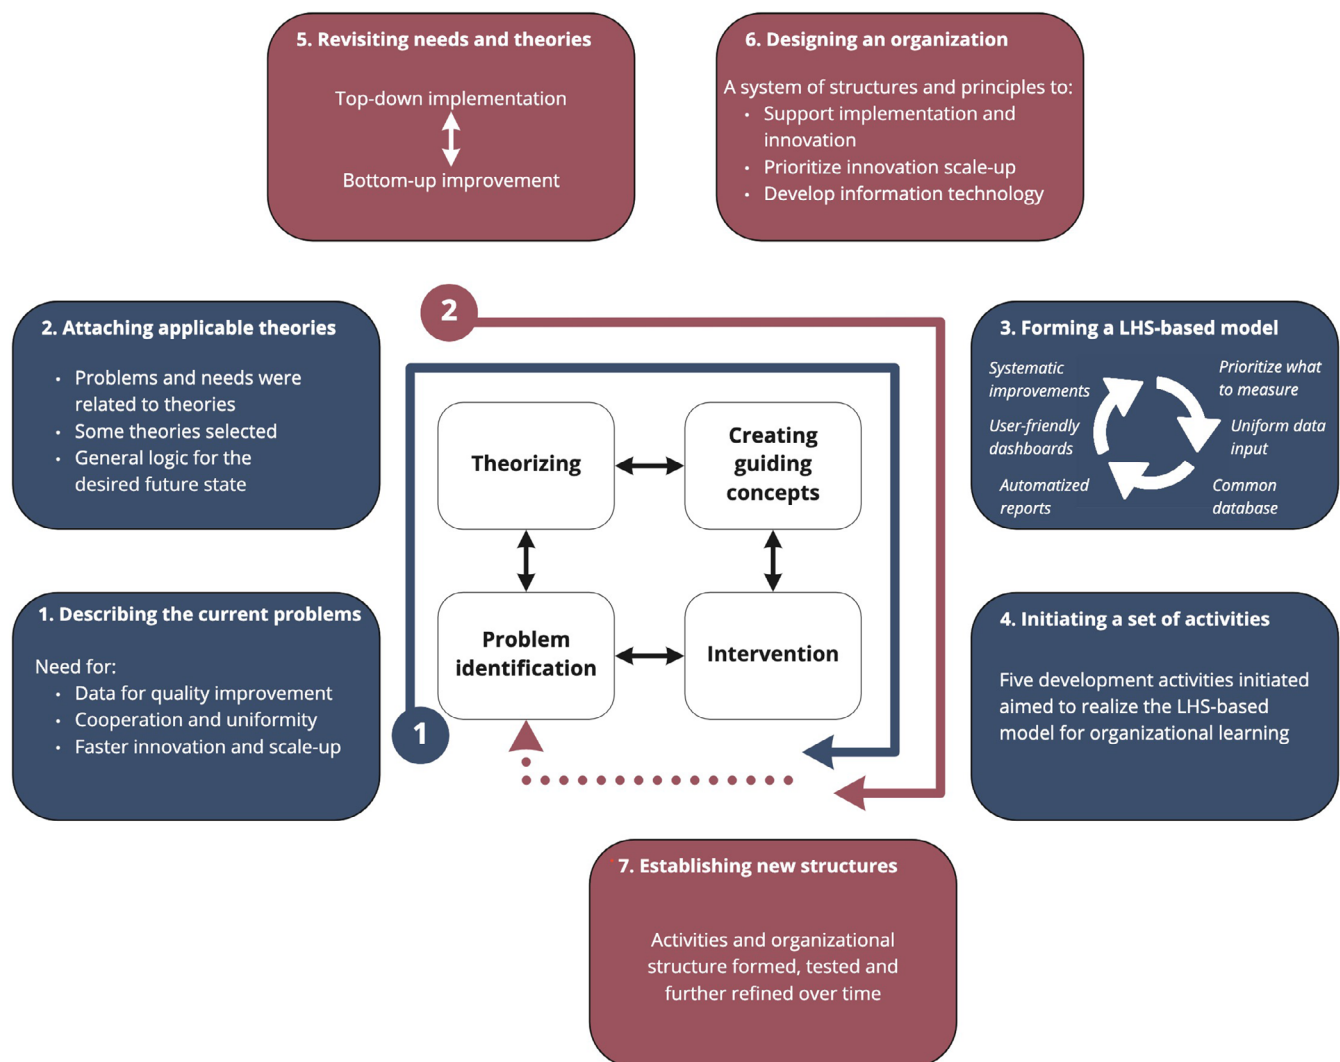 5. Revisiting needs and theories
Top-down implementation
Bottom-up improvement
6. Designing an organization
A system of structures and principles to:
• Support implementation and
innovation
• Prioritize innovation scale-up
• Develop information technology
2. Attaching applicable theories
• Problems and needs were
related to theories
• Some theories selected
• General logic for the
desired future state
2
Theorizing
Creating
guiding
concepts
3. Forming a LHS-based model
Systematic
improvements
Prioritize what
to measure
User-friendly
dashboards
Uniform data
input
Automatized
reports
Common
database
1. Describing the current problems
Need for:
• Data for quality improvement
• Cooperation and uniformity
• Faster innovation and scale-up
1
Problem
identification
Intervention
4. Initiating a set of activities
Five development activities initiated
aimed to realize the LHS-based
model for organizational learning
7. Establishing new structures
Activities and organizational
structure formed, tested and
further refined over time